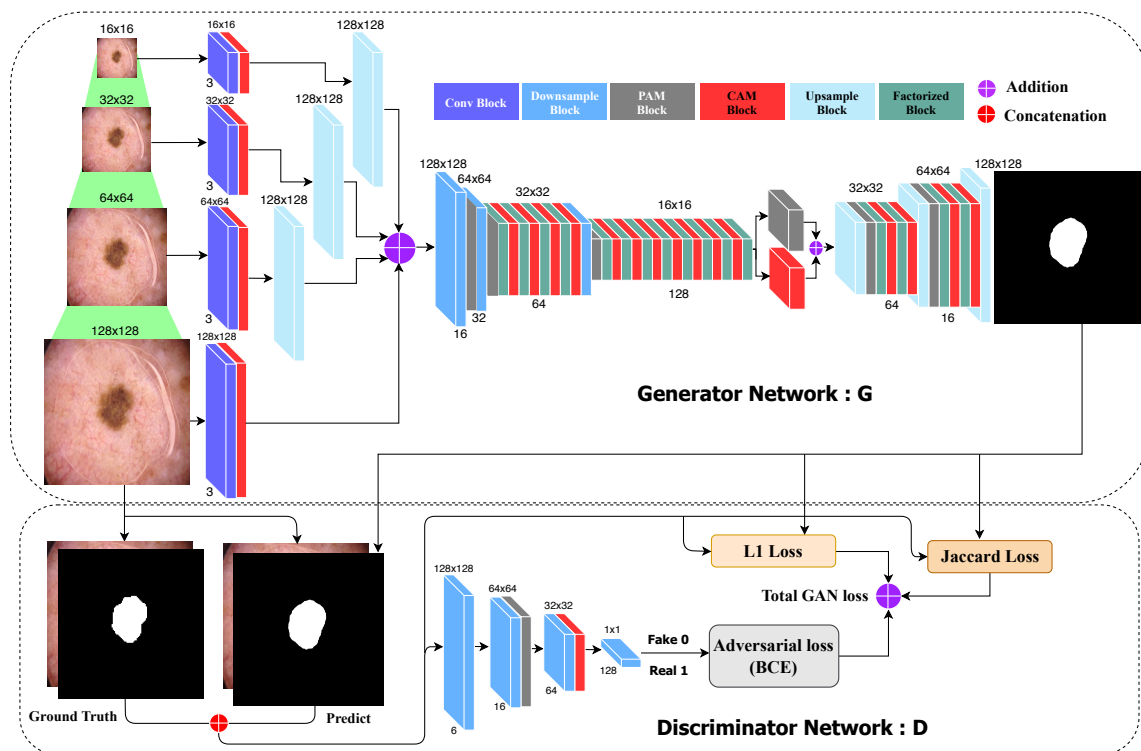 16x16
16x16
3
128x128
32x32
32x32
3
128x128
64x64
64x64
3
128x128
128x128
128x128
3
Conv Block
Downsample
Block
PAM
Block
CAM
Block
Upsample
Block
Factorized
Block
Addition
Concatenation
128x128
16
64x64
32
32x32
64
16x16
128
32x32
64
64x64
16
128x128
Generator Network : G
Ground Truth
Predict
128x128
6
64x64
16
32x32
64
1x1
128
Fake 0
Real 1
L1 Loss
Jaccard Loss
Total GAN loss
Adversarial loss
(BCE)
Discriminator Network : D